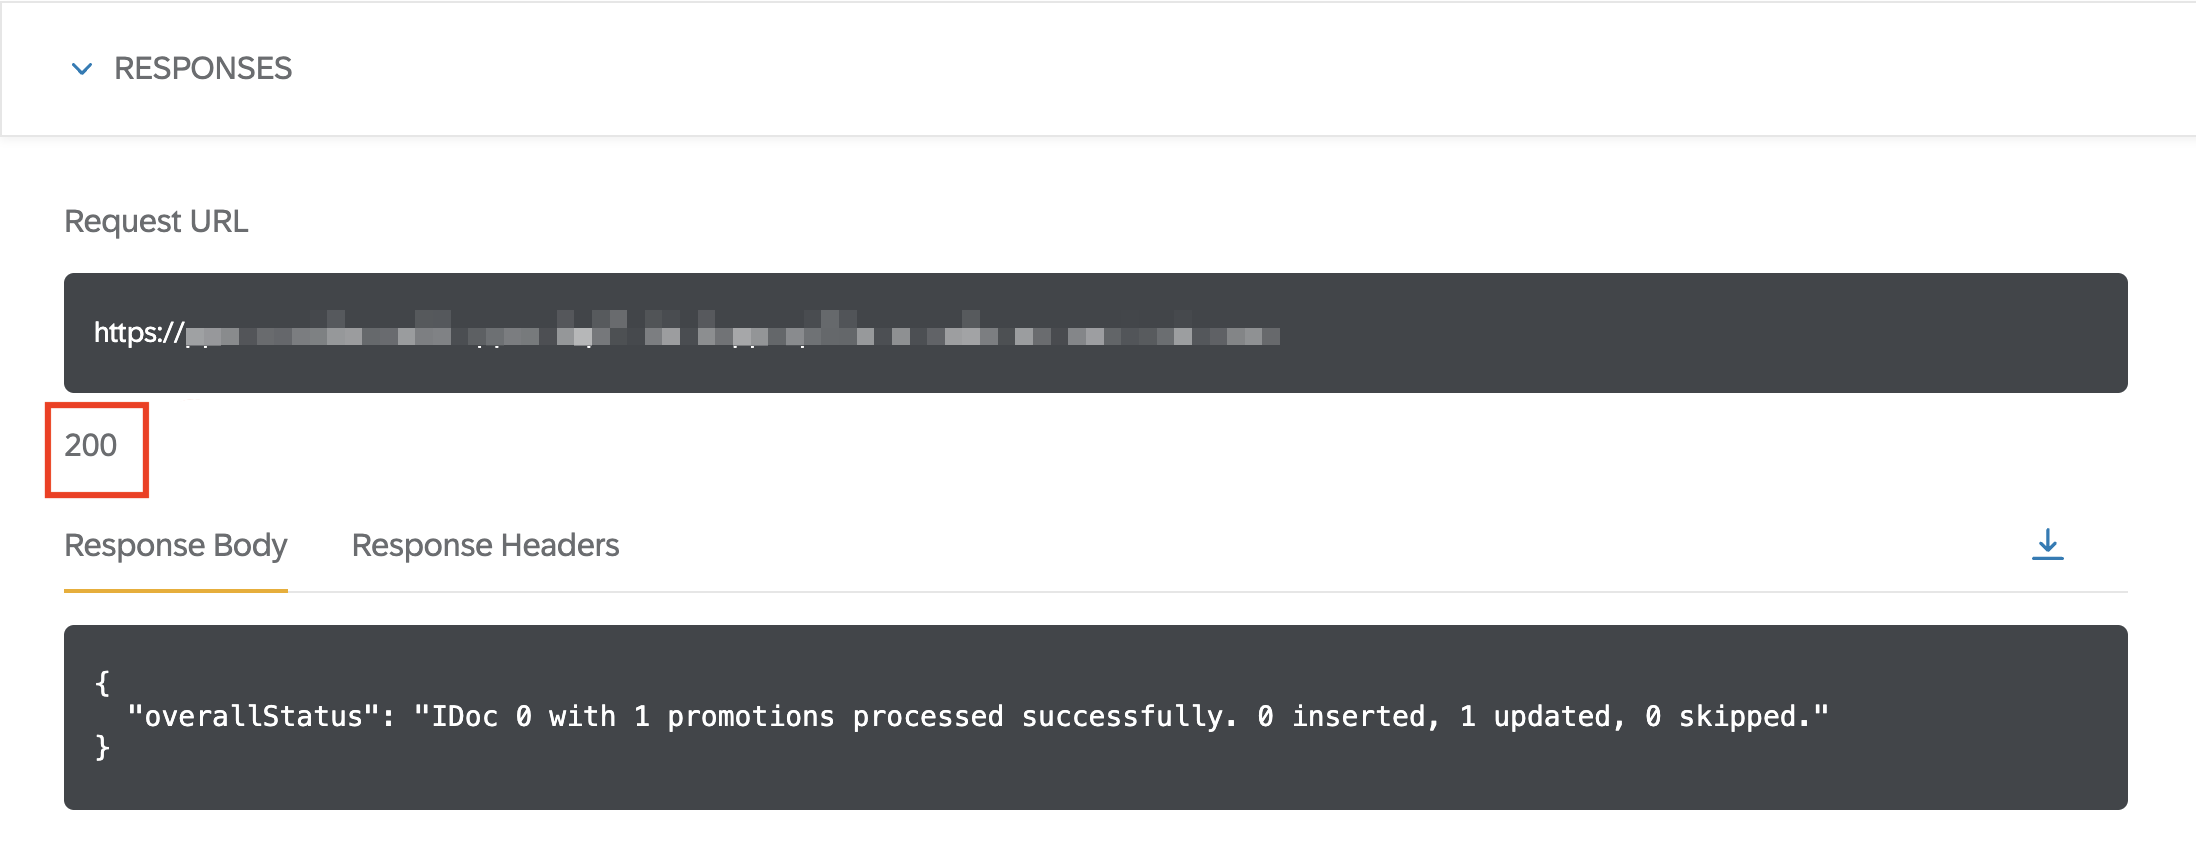 RESPONSES
Request URL
https://
200
Response Body Response Headers
{
"overallStatus": "IDoc 0 with 1 promotions processed successfully. 0 inserted, 1 updated, 0 skipped."
}